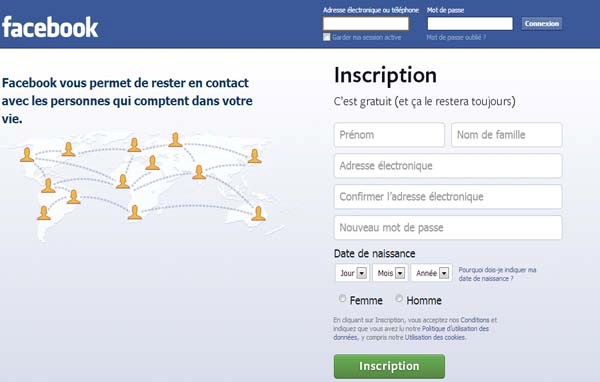 facebook
Adresse électronique ou téléphone
Mot de passe
Connexion
Garder ma session active
Mot de passe oublié ?
Facebook vous permet de rester en contact
avec les personnes qui comptent dans votre
vie.
Inscription
C'est gratuit (et ça le restera toujours)
Prénom
Nom de famille
Adresse électronique
Confirmer l'adresse électronique
Nouveau mot de passe
Date de naissance
Jour
Mois
Année
Pourquoi dois-je indiquer ma
date de naissance ?
Femme
Homme
En cliquant sur Inscription, vous acceptez nos Conditions et
indiquez que vous avez lu notre Politique d'utilisation des
données, y compris notre Utilisation des cookies.
Inscription